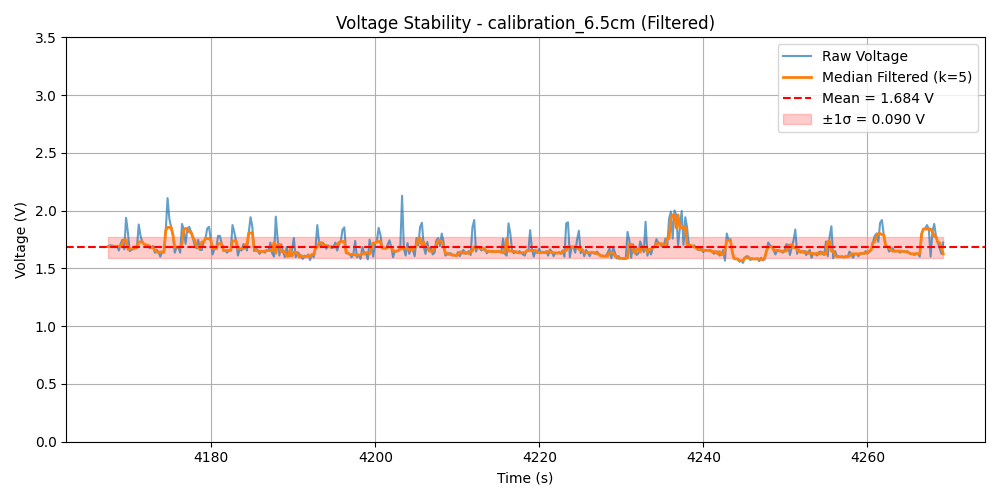 Voltage Stability - calibration_6.5cm (Filtered)
Raw Voltage
Median Filtered (k=5)
Mean = 1.684 V
±1σ = 0.090 V
Voltage (V)
3.5
3.0
2.5
2.0
1.5
1.0
0.5
0.0
4180 4200 4220 4240 4260
Time (s)